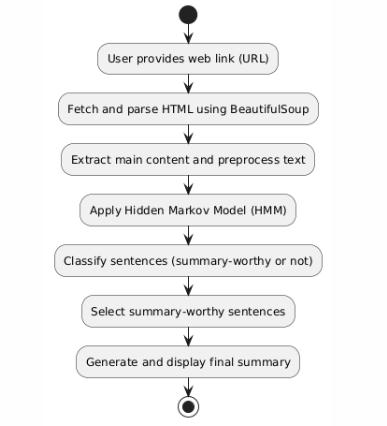 User provides web link (URL)
Fetch and parse HTML using BeautifulSoup
Extract main content and preprocess text
Apply Hidden Markov Model (HMM)
Classify sentences (summary-worthy or not)
Select summary-worthy sentences
Generate and display final summary